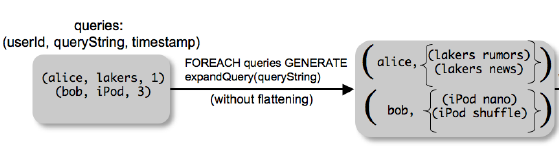 queries:
(userId, queryString, timestamp)
(alice, lakers, 1)
(bob, iPod, 3)
FOREACH queries GENERATE
expandQuery(queryString)
(without flattening)
(alice, {(lakers rumors)
(lakers news)})
(bob, {(iPod nano)
(iPod shuffle)})